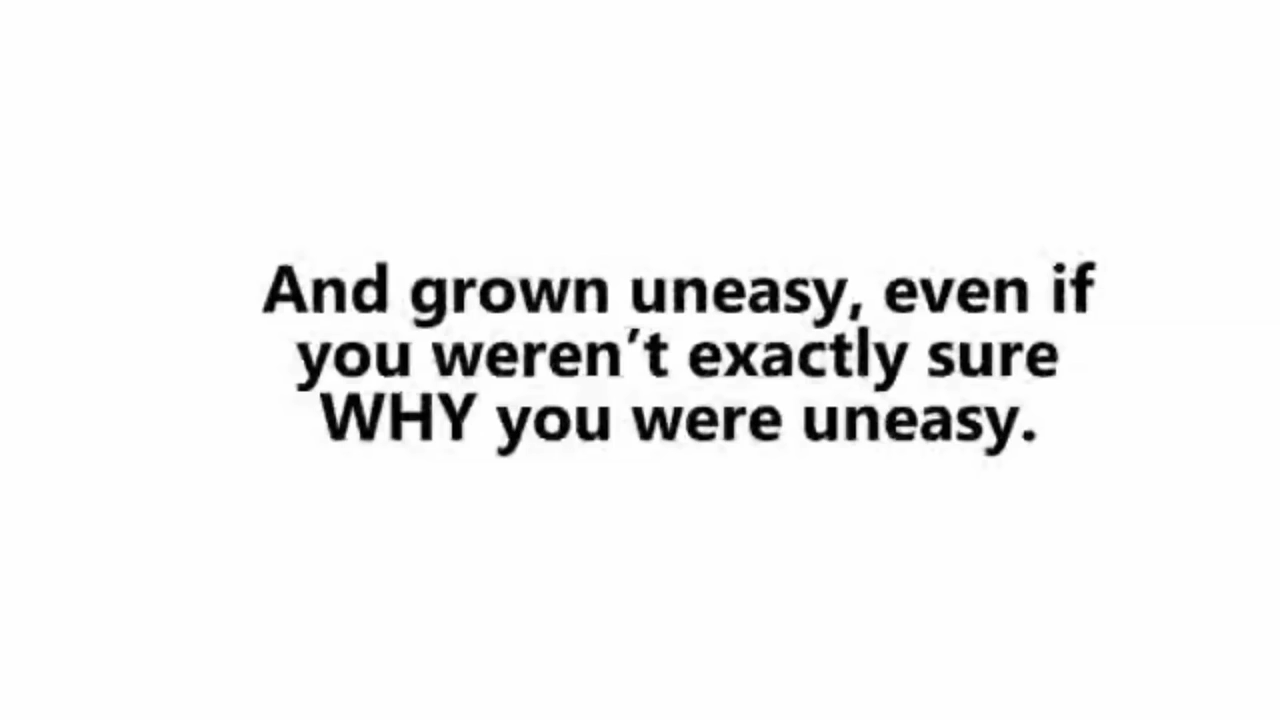 And grown uneasy, even if
you weren't exactly sure
WHY you were uneasy.